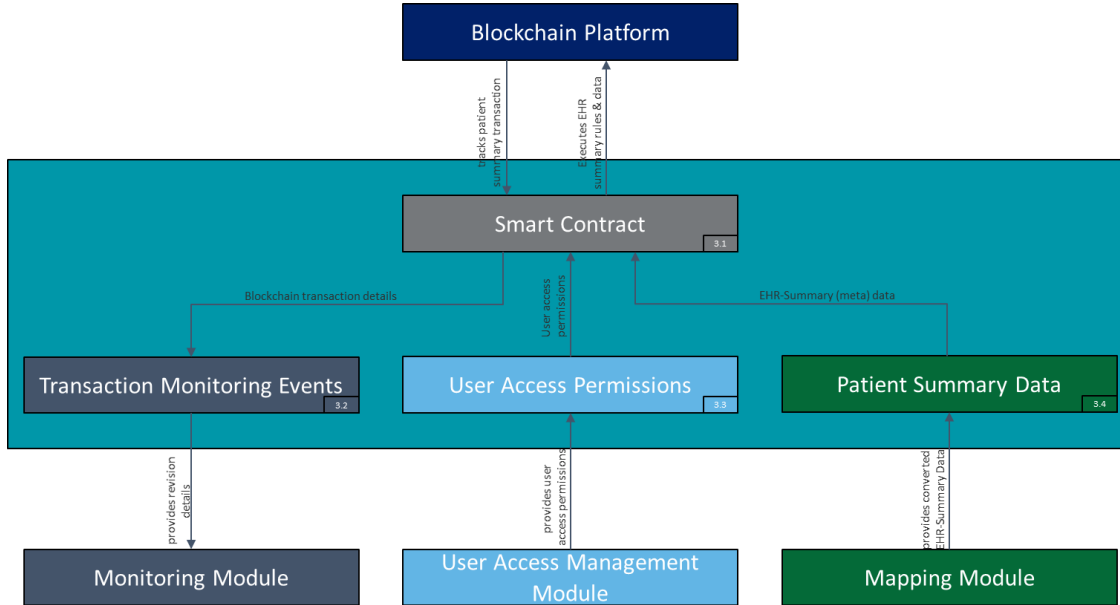 Blockchain Platform
tracks patient
summary transaction
Executes EHR
summary rules & data
Smart Contract
3.1
Blockchain transaction details
User access
permissions
EHR-Summary (meta) data
Transaction Monitoring Events
3.2
User Access Permissions
3.3
Patient Summary Data
3.4
provides revision
details
provides user
access permissions
provides converted
EHR-Summary Data
Monitoring Module
User Access Management
Module
Mapping Module